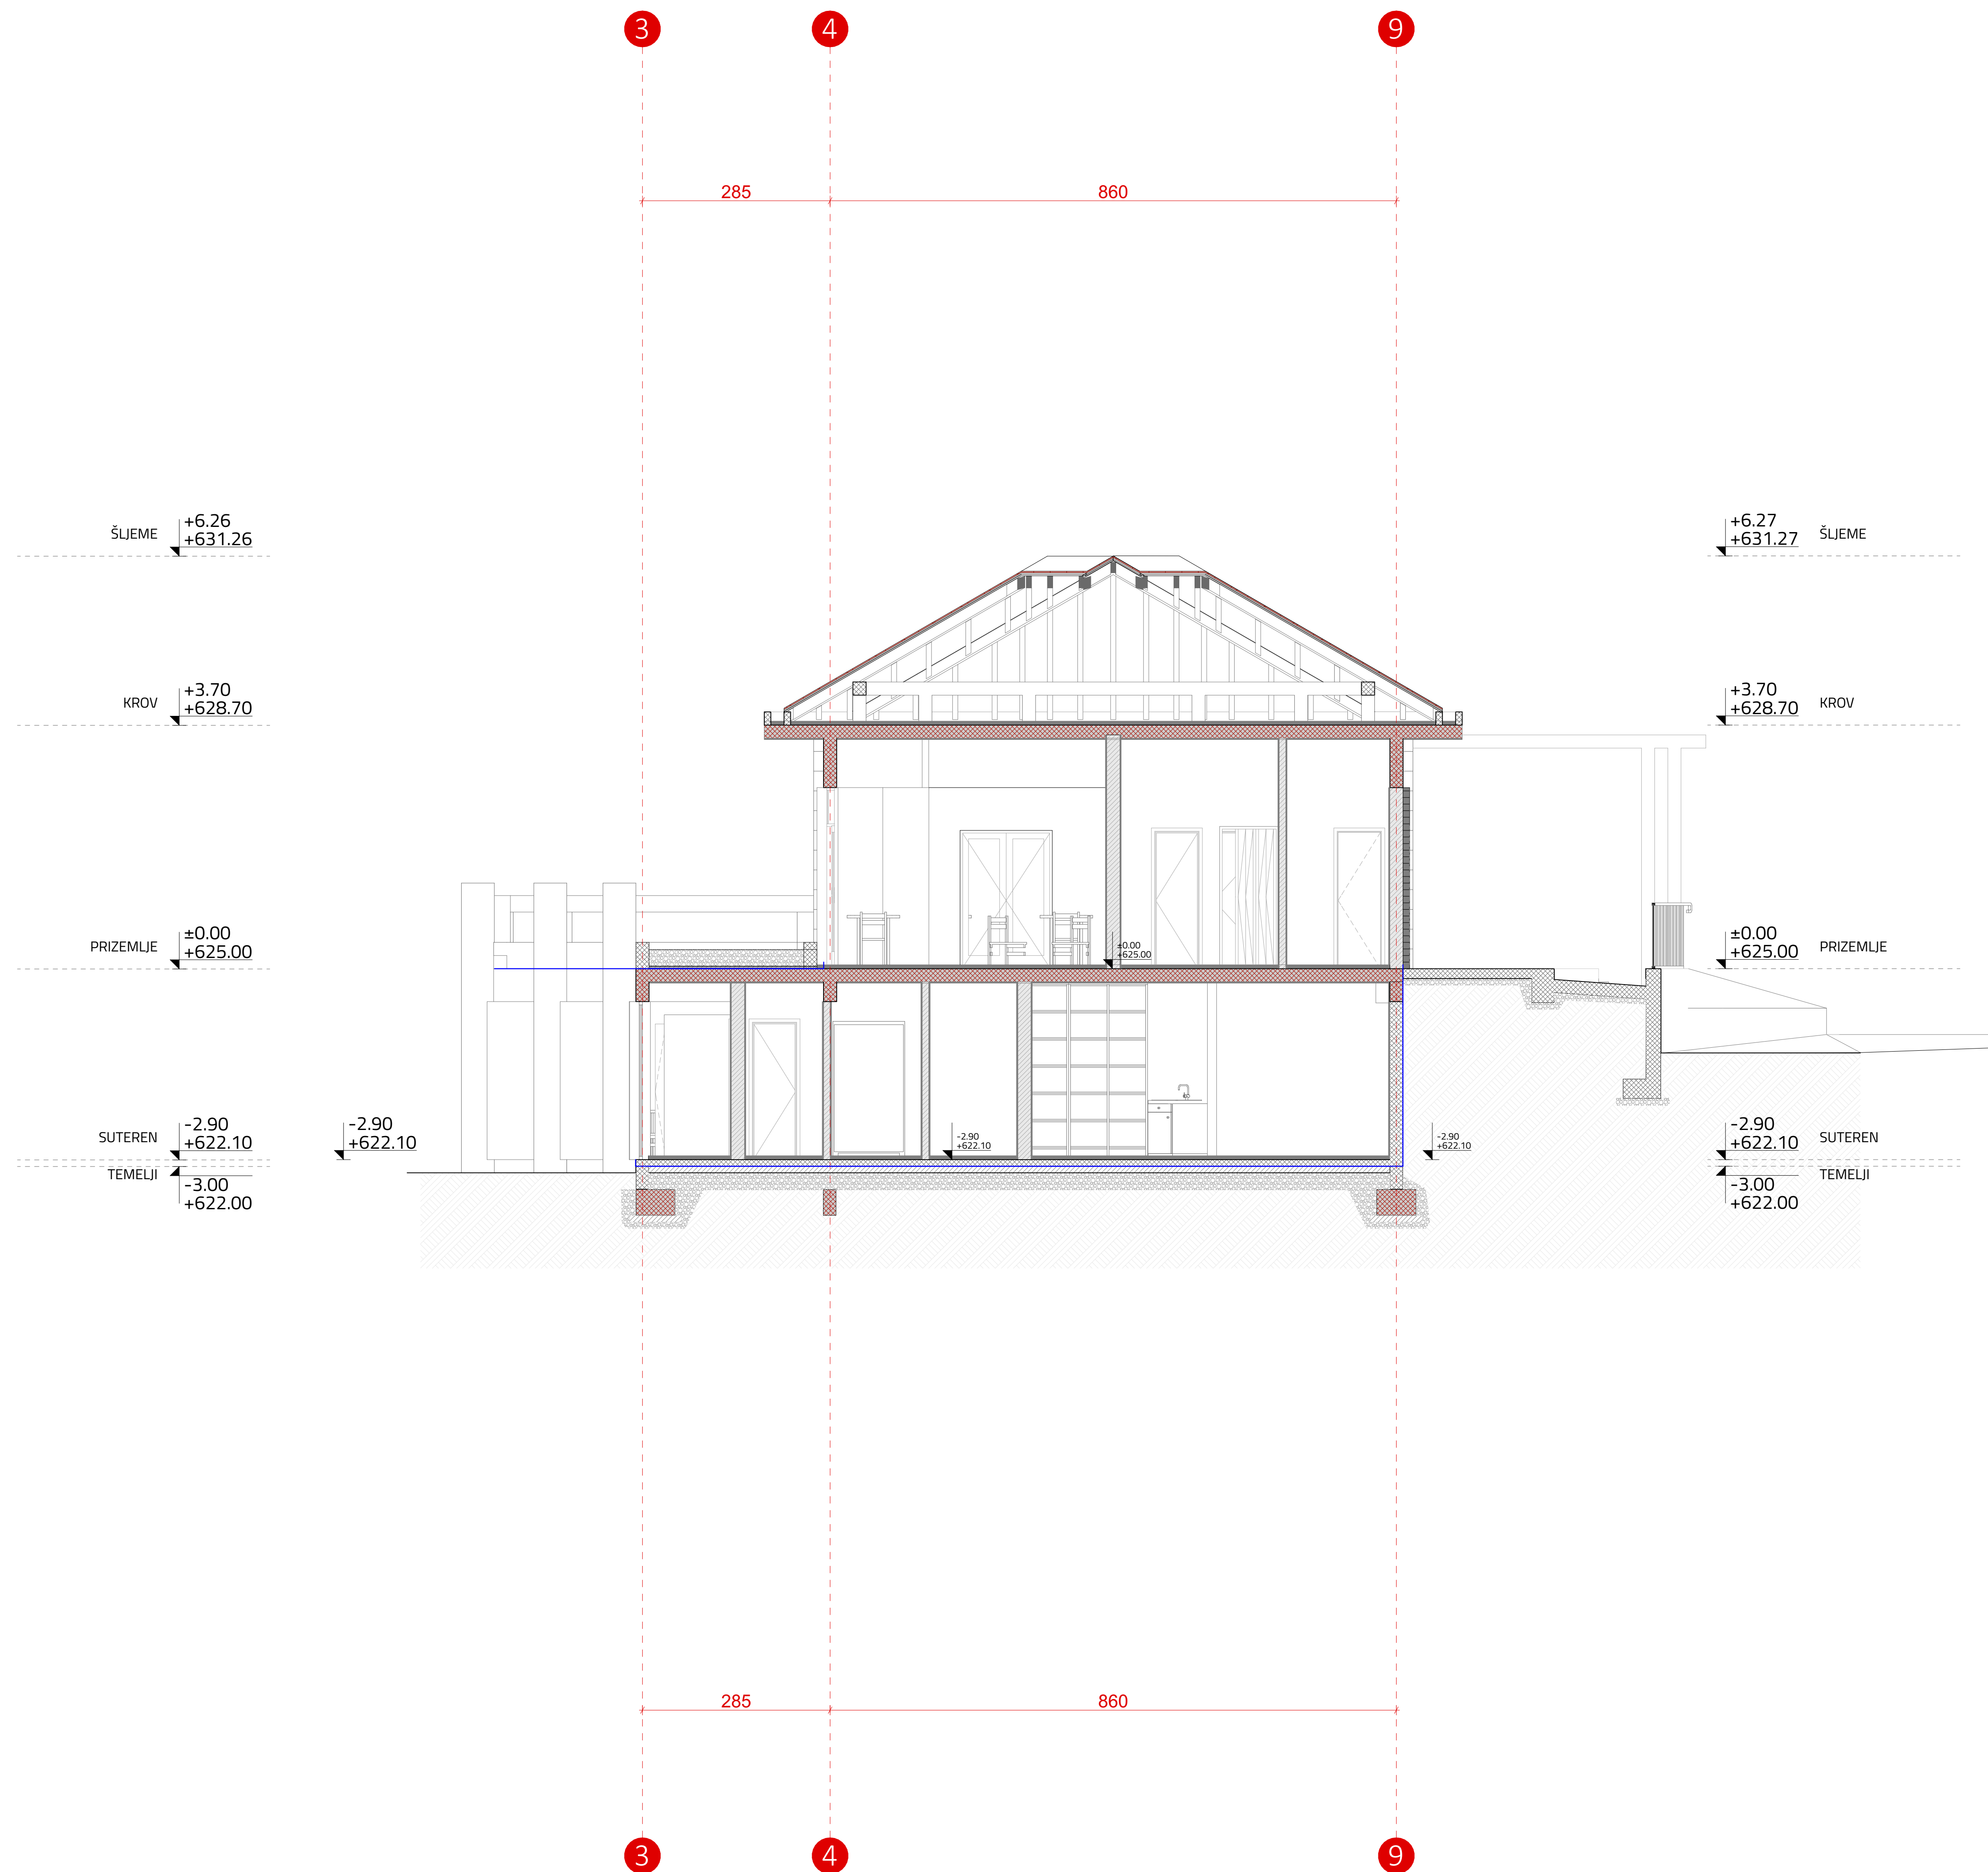 3 4 9
285 860
ŠLJEME
+6.26
+631.26
+6.27
+631.27
ŠLJEME
KROV
+3.70
+628.70
+3.70
+628.70
KROV
PRIZEMLJE
±0.00
+625.00
±0.00
+625.00
±0.00
+625.00
PRIZEMLJE
SUTEREN
-2.90
+622.10
-2.90
+622.10
-2.90
+622.10
-2.90
+622.10
-2.90
+622.10
SUTEREN
TEMELJI
-3.00
+622.00
TEMELJI
-3.00
+622.00
285 860
3 4 9